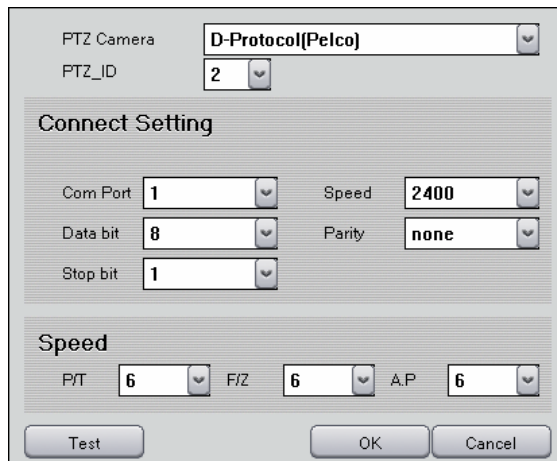 PTZ Camera D-Protocol(Pelco)
PTZ_ID 2
Connect Setting
Com Port 1 Speed 2400
Data bit 8 Parity none
Stop bit 1
Speed
P/T 6 F/Z 6 A.P 6
Test OK Cancel